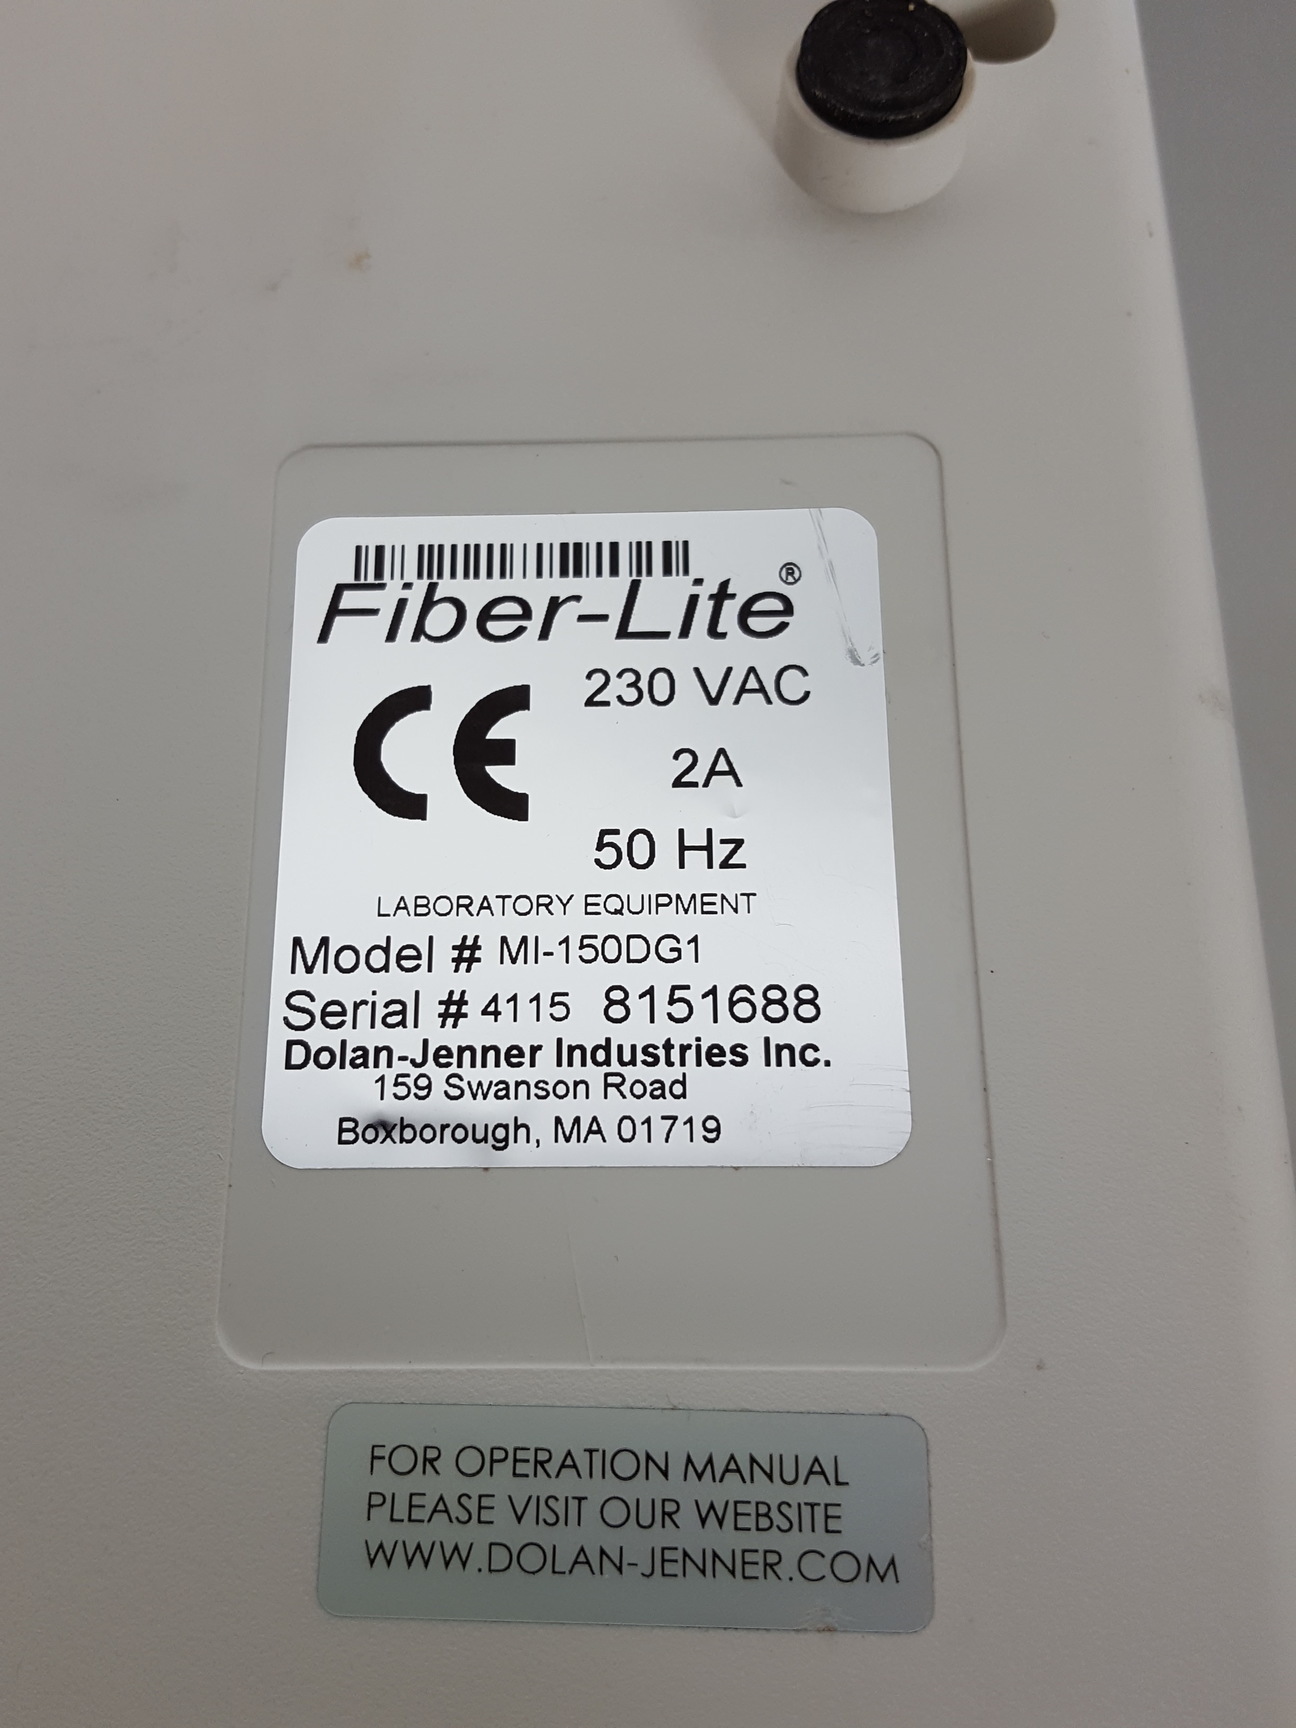 Fiber-Lite®
CE
230 VAC
2A
50 Hz
LABORATORY EQUIPMENT
Model # MI-150DG1
Serial # 4115 8151688
Dolan-Jenner Industries Inc.
159 Swanson Road
Boxborough, MA 01719
FOR OPERATION MANUAL
PLEASE VISIT OUR WEBSITE
WWW.DOLAN-JENNER.COM